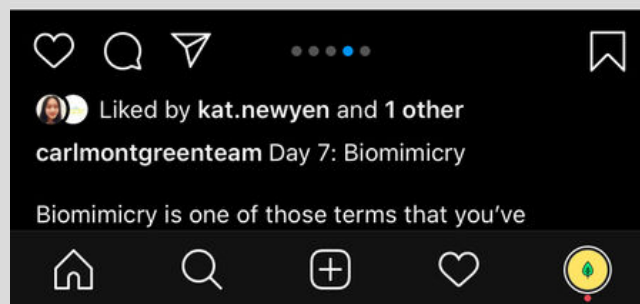 Liked by kat.newyen and 1 other
carlmontgreenteam Day 7: Biomimicry
Biomimicry is one of those terms that you've